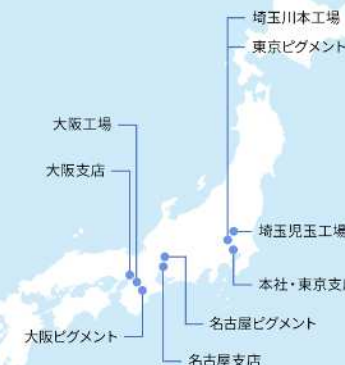 埼玉川本工場
東京ピグメント
大阪工場
大阪支店
埼玉児玉工場
本社・東京支
名古屋ピグメント
大阪ピグメント
名古屋支店